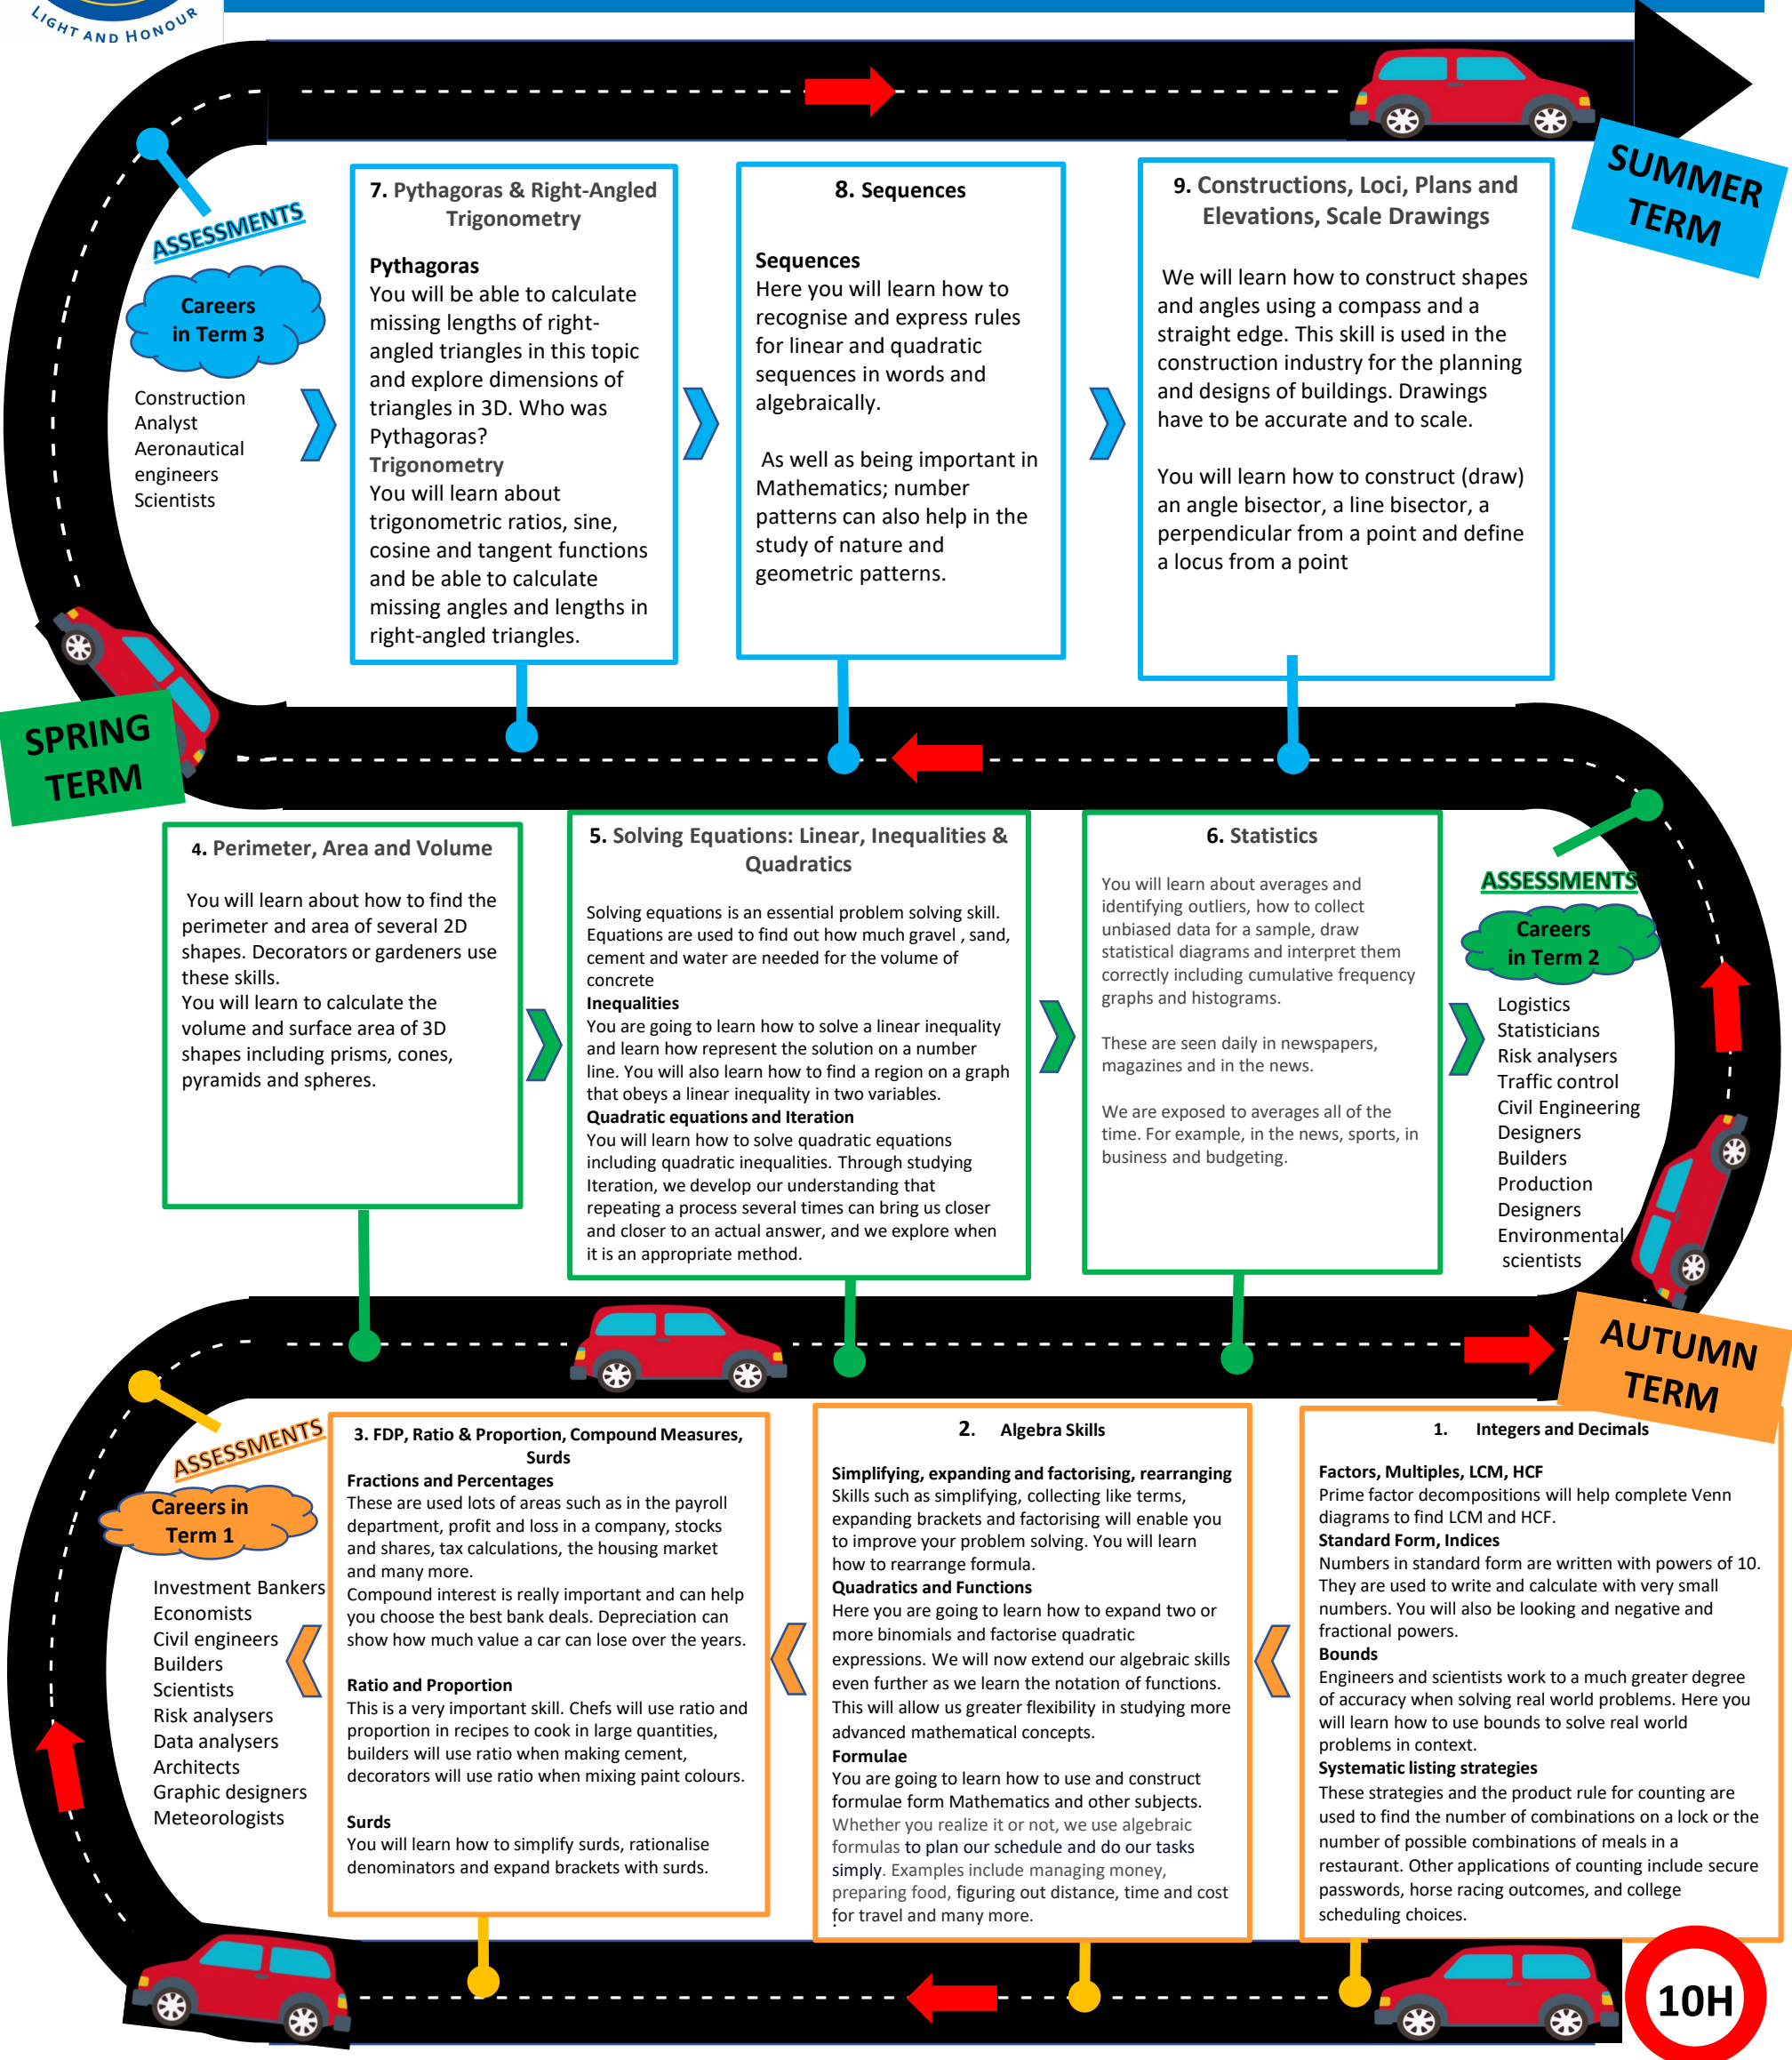 LIGHT AND HONOUR
SUMMER
TERM
ASSESSMENTS
Careers
in Term 3
Construction
Analyst
Aeronautical
engineers
Scientists
7. Pythagoras & Right-Angled
Trigonometry
Pythagoras
You will be able to calculate
missing lengths of right-
angled triangles in this topic
and explore dimensions of
triangles in 3D. Who was
Pythagoras?
Trigonometry
You will learn about
trigonometric ratios, sine,
cosine and tangent functions
and be able to calculate
missing angles and lengths in
right-angled triangles.
8. Sequences
Sequences
Here you will learn how to
recognise and express rules
for linear and quadratic
sequences in words and
algebraically.
As well as being important in
Mathematics; number
patterns can also help in the
study of nature and
geometric patterns.
9. Constructions, Loci, Plans and
Elevations, Scale Drawings
We will learn how to construct shapes
and angles using a compass and a
straight edge. This skill is used in the
construction industry for the planning
and designs of buildings. Drawings
have to be accurate and to scale.
You will learn how to construct (draw)
an angle bisector, a line bisector, a
perpendicular from a point and define
a locus from a point
SPRING
TERM
4. Perimeter, Area and Volume
You will learn about how to find the
perimeter and area of several 2D
shapes. Decorators or gardeners use
these skills.
You will learn to calculate the
volume and surface area of 3D
shapes including prisms, cones,
pyramids and spheres.
5. Solving Equations: Linear, Inequalities &
Quadratics
Solving equations is an essential problem solving skill.
Equations are used to find out how much gravel , sand,
cement and water are needed for the volume of
concrete
Inequalities
You are going to learn how to solve a linear inequality
and learn how represent the solution on a number
line. You will also learn how to find a region on a graph
that obeys a linear inequality in two variables.
Quadratic equations and Iteration
You will learn how to solve quadratic equations
including quadratic inequalities. Through studying
Iteration, we develop our understanding that
repeating a process several times can bring us closer
and closer to an actual answer, and we explore when
it is an appropriate method.
6. Statistics
You will learn about averages and
identifying outliers, how to collect
unbiased data for a sample, draw
statistical diagrams and interpret them
correctly including cumulative frequency
graphs and histograms.
These are seen daily in newspapers,
magazines and in the news.
We are exposed to averages all of the
time. For example, in the news, sports, in
business and budgeting.
ASSESSMENTS
Careers
in Term 2
Logistics
Statisticians
Risk analysers
Traffic control
Civil Engineering
Designers
Builders
Production
Designers
Environmental
scientists
AUTUMN
TERM
ASSESSMENTS
Careers in
Term 1
Investment Bankers
Economists
Civil engineers
Builders
Scientists
Risk analysers
Data analysers
Architects
Graphic designers
Meteorologists
3. FDP, Ratio & Proportion, Compound Measures,
Surds
Fractions and Percentages
These are used lots of areas such as in the payroll
department, profit and loss in a company, stocks
and shares, tax calculations, the housing market
and many more.
Compound interest is really important and can help
you choose the best bank deals. Depreciation can
show how much value a car can lose over the years.
Ratio and Proportion
This is a very important skill. Chefs will use ratio and
proportion in recipes to cook in large quantities,
builders will use ratio when making cement,
decorators will use ratio when mixing paint colours.
Surds
You will learn how to simplify surds, rationalise
denominators and expand brackets with surds.
2. Algebra Skills
Simplifying, expanding and factorising, rearranging
Skills such as simplifying, collecting like terms,
expanding brackets and factorising will enable you
to improve your problem solving. You will learn
how to rearrange formula.
Quadratics and Functions
Here you are going to learn how to expand two or
more binomials and factorise quadratic
expressions. We will now extend our algebraic skills
even further as we learn the notation of functions.
This will allow us greater flexibility in studying more
advanced mathematical concepts.
Formulae
You are going to learn how to use and construct
formulae form Mathematics and other subjects.
Whether you realize it or not, we use algebraic
formulas to plan our schedule and do our tasks
simply. Examples include managing money,
preparing food, figuring out distance, time and cost
for travel and many more.
.
1. Integers and Decimals
Factors, Multiples, LCM, HCF
Prime factor decompositions will help complete Venn
diagrams to find LCM and HCF.
Standard Form, Indices
Numbers in standard form are written with powers of 10.
They are used to write and calculate with very small
numbers. You will also be looking and negative and
fractional powers.
Bounds
Engineers and scientists work to a much greater degree
of accuracy when solving real world problems. Here you
will learn how to use bounds to solve real world
problems in context.
Systematic listing strategies
These strategies and the product rule for counting are
used to find the number of combinations on a lock or the
number of possible combinations of meals in a
restaurant. Other applications of counting include secure
passwords, horse racing outcomes, and college
scheduling choices.
10H